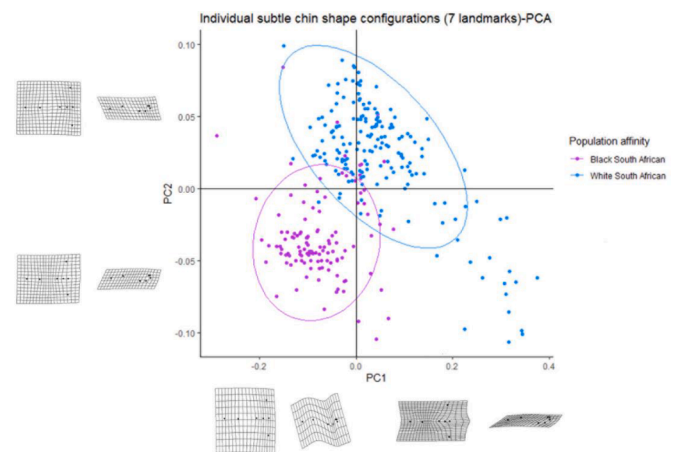 Individual subtle chin shape configurations (7 landmarks)-PCA
0.10
0.05
0.00
-0.05
-0.10
PC2
-0.2
0.0
0.2
0.4
PC1
Population affinity
Black South African
White South African